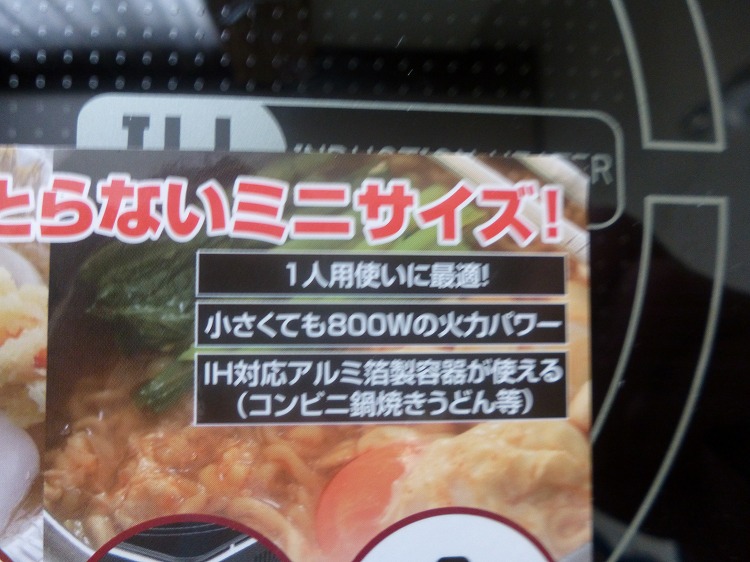 INDUCTION HEATER
とらないミニサイズ!
1人用使いに最適!
小さくても800Wの火力パワー
IH対応アルミ箔製容器が使える
(コンビニ鍋焼きうどん等)